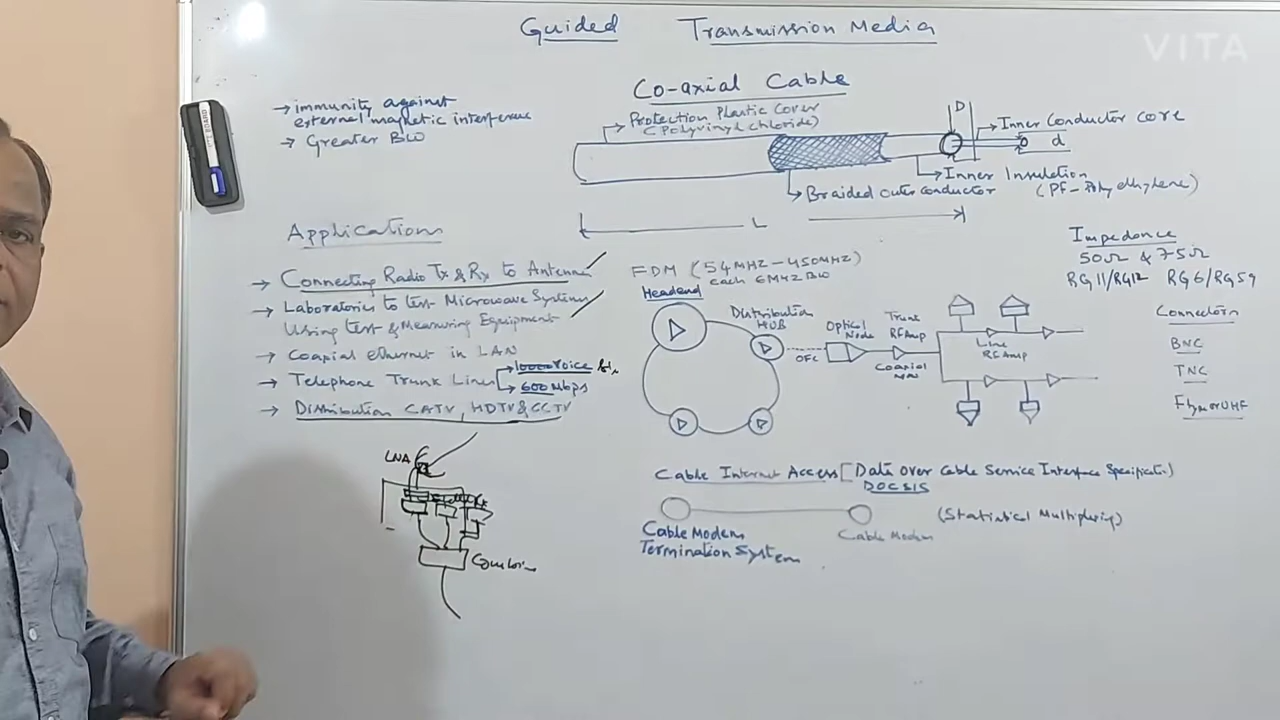 Guided Transmission Media
VITA
Co-axial Cable
→ immunity against
external magnetic interference
→ Greater BW
Protection Plastic Cover
(Polyvinyl chloride)
D
Inner Conductor core
d
Inner Insulation
(PF-Polyethylene)
Braided outer conductor
L
Applications
→ Connecting Radio Tx & Rx to Antenna
→ Laboratories to test Microwave Systems
Using test & Measuring Equipment
→ Coaxial ethernet in LAN
→ Telephone Trunk Lines
10000 voice
600 Mbps
→ Distribution CATV, HDTV & CCTV
LNA
FDM (54MHZ-450MHZ)
each 6MHZ BW
Headend
Distribution
HUB
OFC
Optical
Node
Trunk
RF Amp
Coaxial
Line
RF Amp
Impedance
50Ω & 75Ω
RG11/RG12 RG6/RG59
Connectors
BNC
TNC
Cable Internet Access [Data over Cable Service Interface Specification)
DOCSIS
(Statistical Multiplexing)
Cable Modem
Termination System
Cable Modem